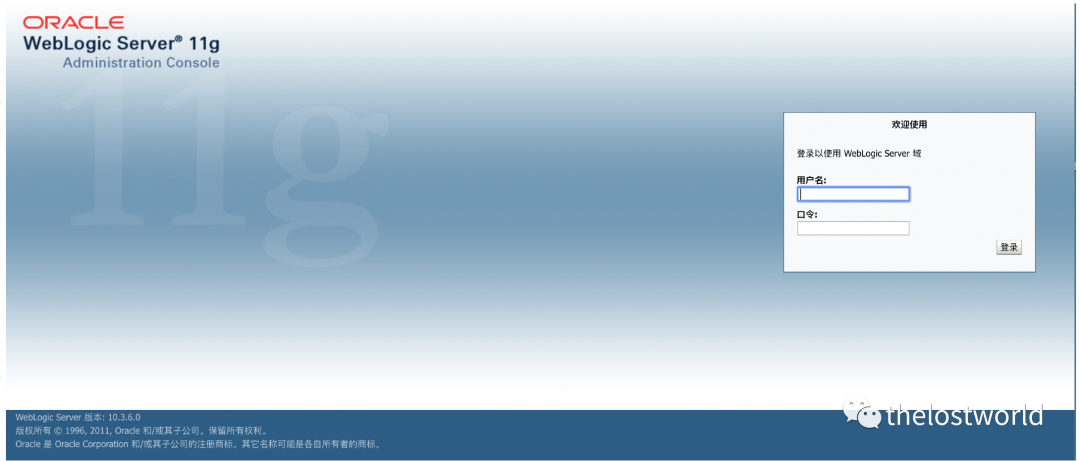 ORACLE
WebLogic Server® 11g
Administration Console
11g
欢迎使用
登录以使用 WebLogic Server 域
用户名:
口令:
登录
WebLogic Server 版本: 10.3.6.0
版权所有 © 1996, 2011, Oracle 和/或其子公司。保留所有权利。
Oracle 是 Oracle Corporation 和/或其子公司的注册商标。其它名称可能是各自所有者的商标。
thelostworld